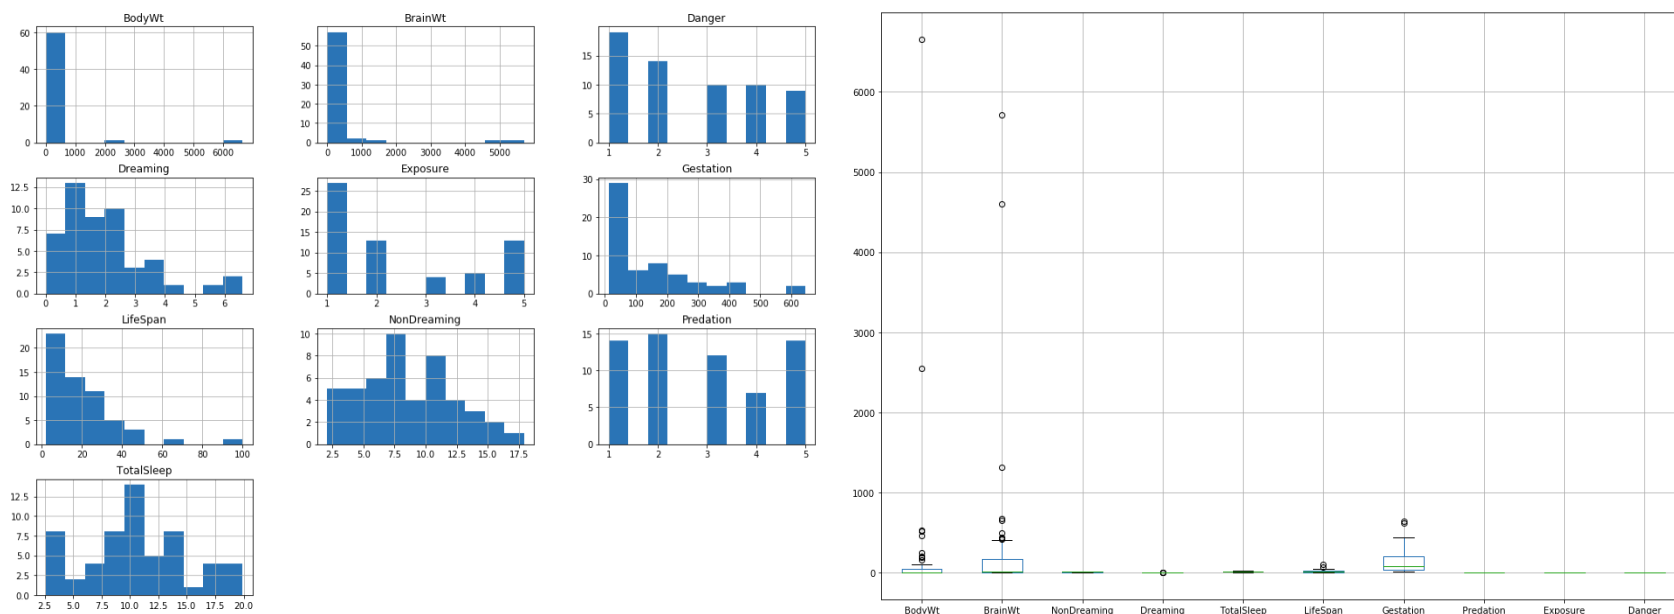 BodyWt
60
40
20
0
0 1000 2000 3000 4000 5000 6000
BrainWt
50
40
30
20
10
0
0 1000 2000 3000 4000 5000
Danger
15
10
5
0
1 2 3 4 5
Dreaming
12.5
10.0
7.5
5.0
2.5
0.0
0 1 2 3 4 5 6
Exposure
25
20
15
10
5
0
1 2 3 4 5
Gestation
30
20
10
0
0 100 200 300 400 500 600
LifeSpan
20
15
10
5
0
0 20 40 60 80 100
NonDreaming
10
8
6
4
2
0
2.5 5.0 7.5 10.0 12.5 15.0 17.5
Predation
15
10
5
0
1 2 3 4 5
TotalSleep
12.5
10.0
7.5
5.0
2.5
0.0
2.5 5.0 7.5 10.0 12.5 15.0 17.5 20.0
6000
5000
4000
3000
2000
1000
0
BodyWt BrainWt NonDreaming Dreaming TotalSleep LifeSpan Gestation Predation Exposure Danger